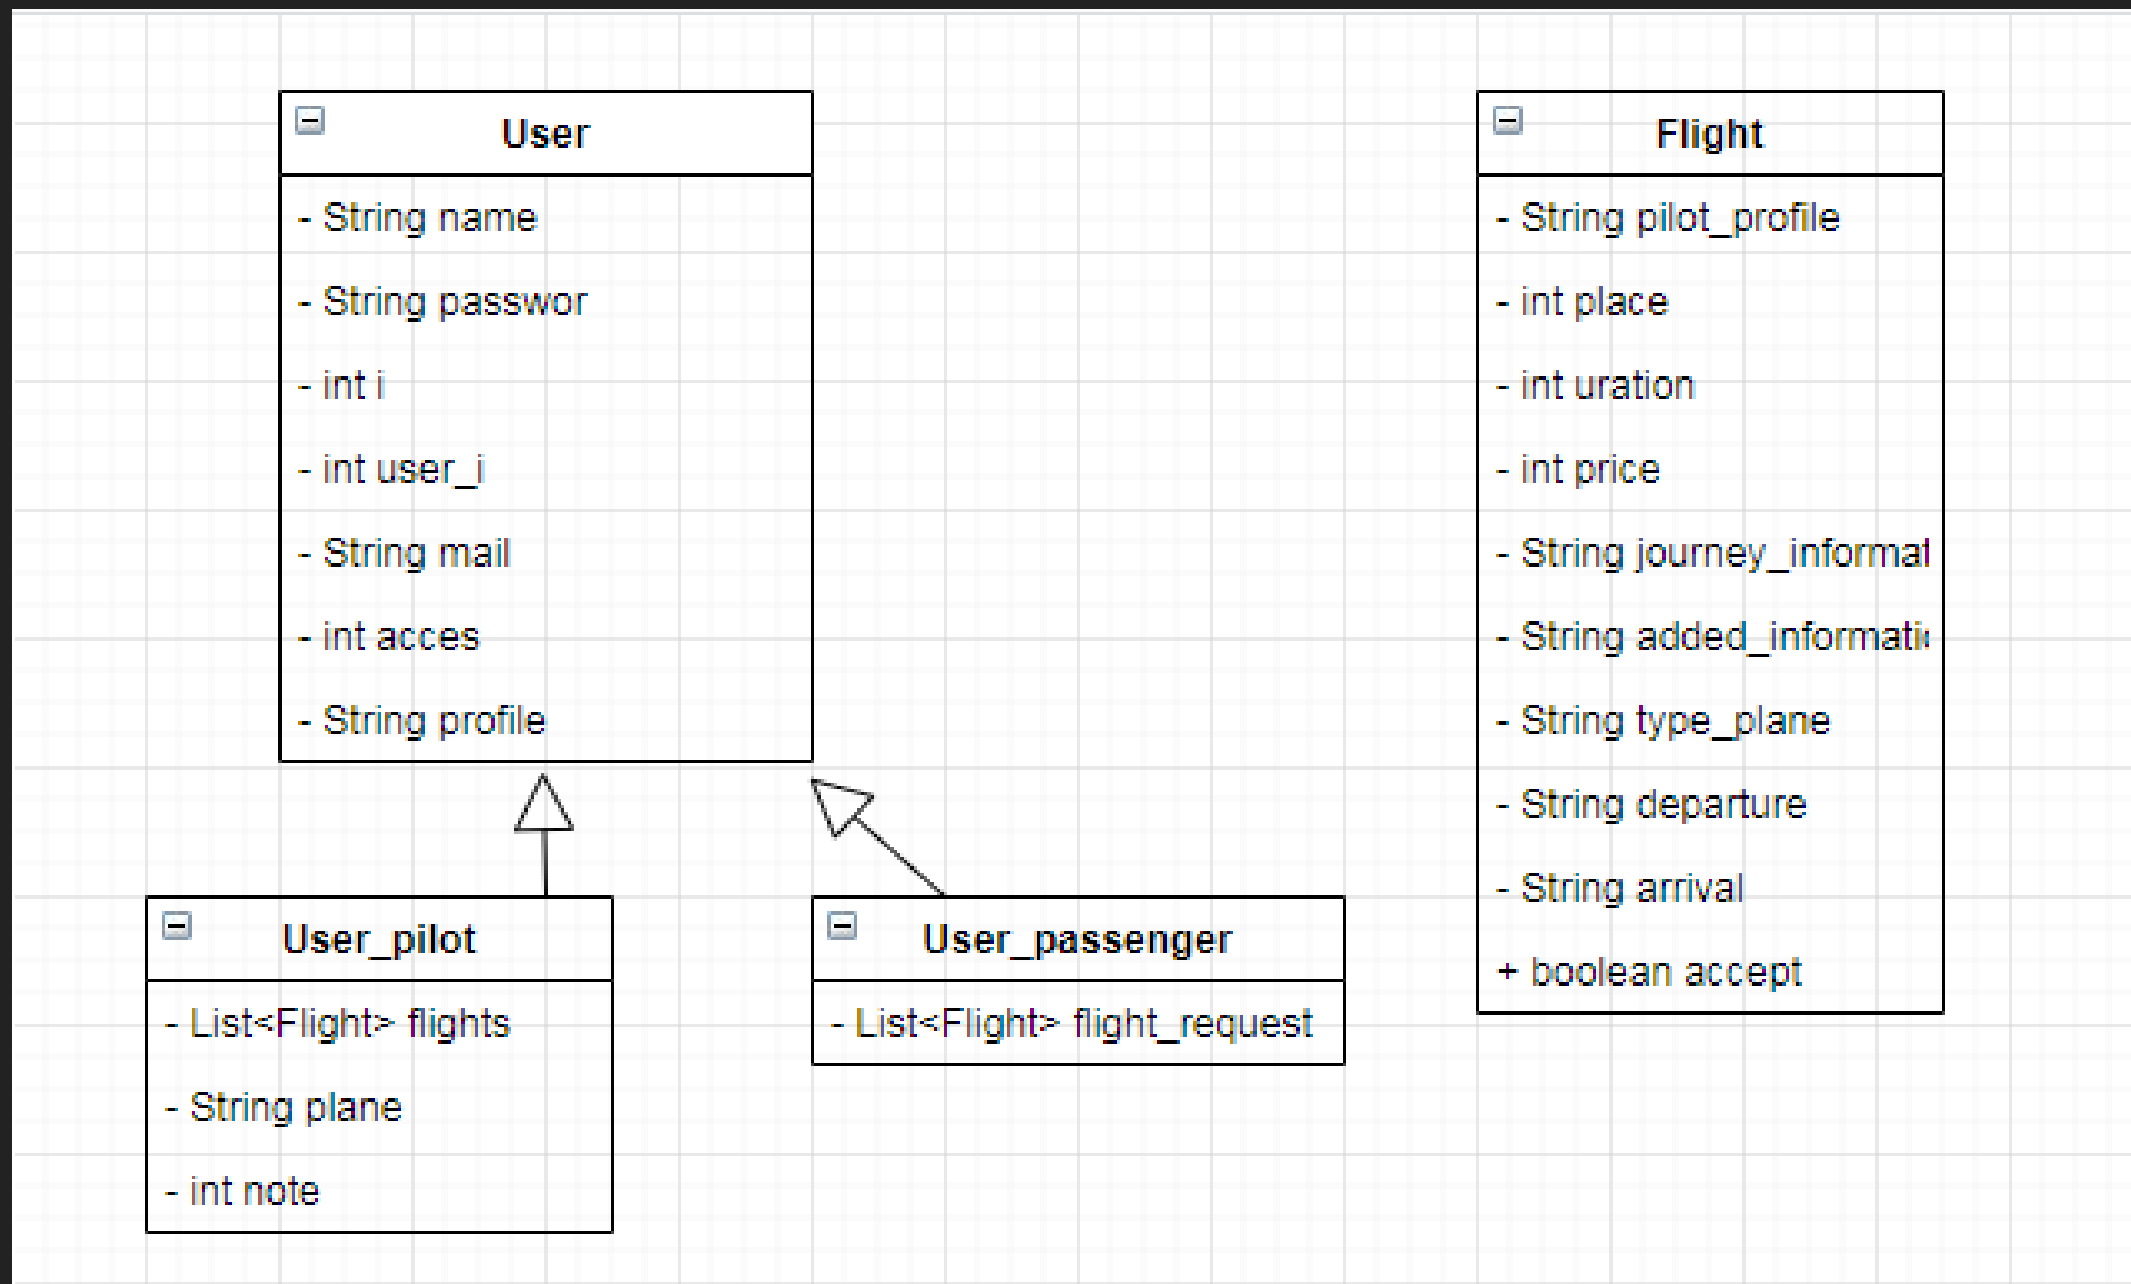 User
- String name
- String passwor
- int i
- int user_i
- String mail
- int acces
- String profile
User_pilot
- List<Flight> flights
- String plane
- int note
User_passenger
- List<Flight> flight_request
Flight
- String pilot_profile
- int place
- int uration
- int price
- String journey_informat
- String added_informatic
- String type_plane
- String departure
- String arrival
+ boolean accept